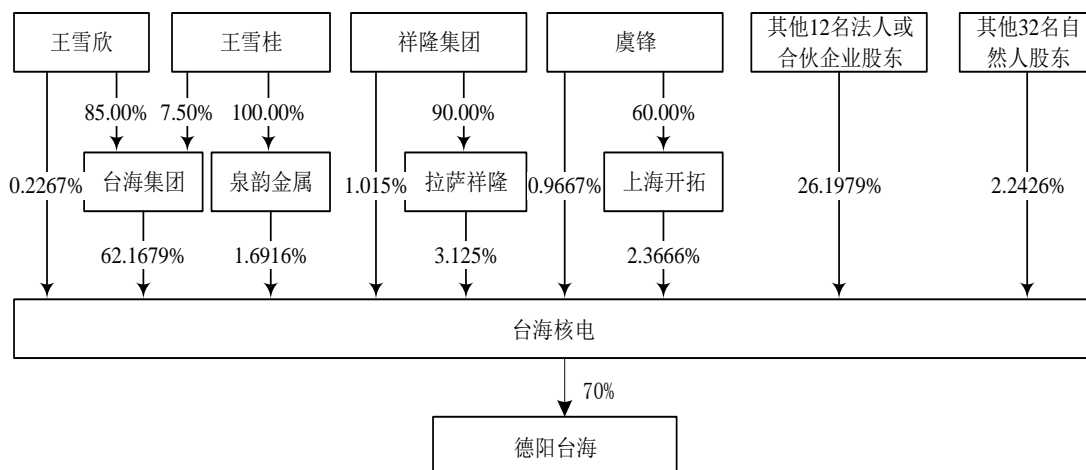 王雪欣
王雪桂
祥隆集团
虞锋
其他12名法人或
合伙企业股东
其他32名自
然人股东
85.00%
7.50%
100.00%
90.00%
60.00%
0.2267%
台海集团
泉韵金属
1.015%
拉萨祥隆
0.9667%
上海开拓
26.1979%
2.2426%
62.1679%
1.6916%
3.125%
2.3666%
台海核电
70%
德阳台海